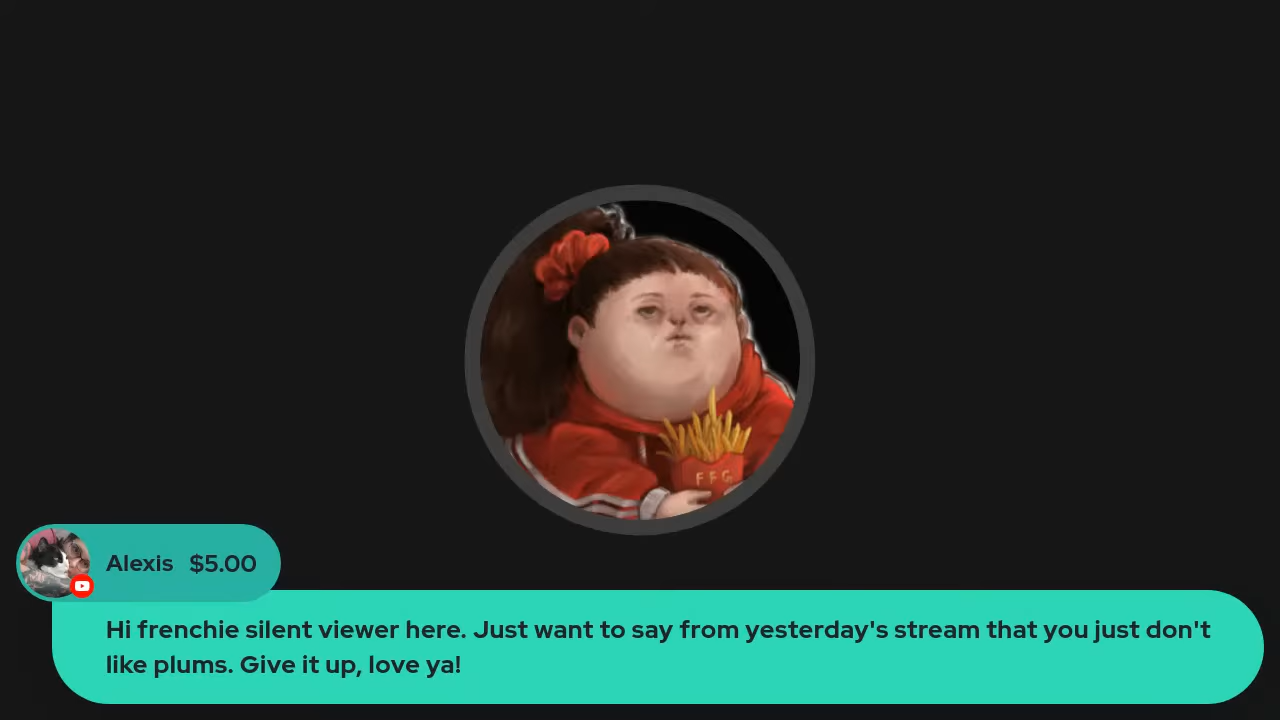 FFG
Alexis $5.00
Hi frenchie silent viewer here. Just want to say from yesterday's stream that you just don't
like plums. Give it up, love ya!